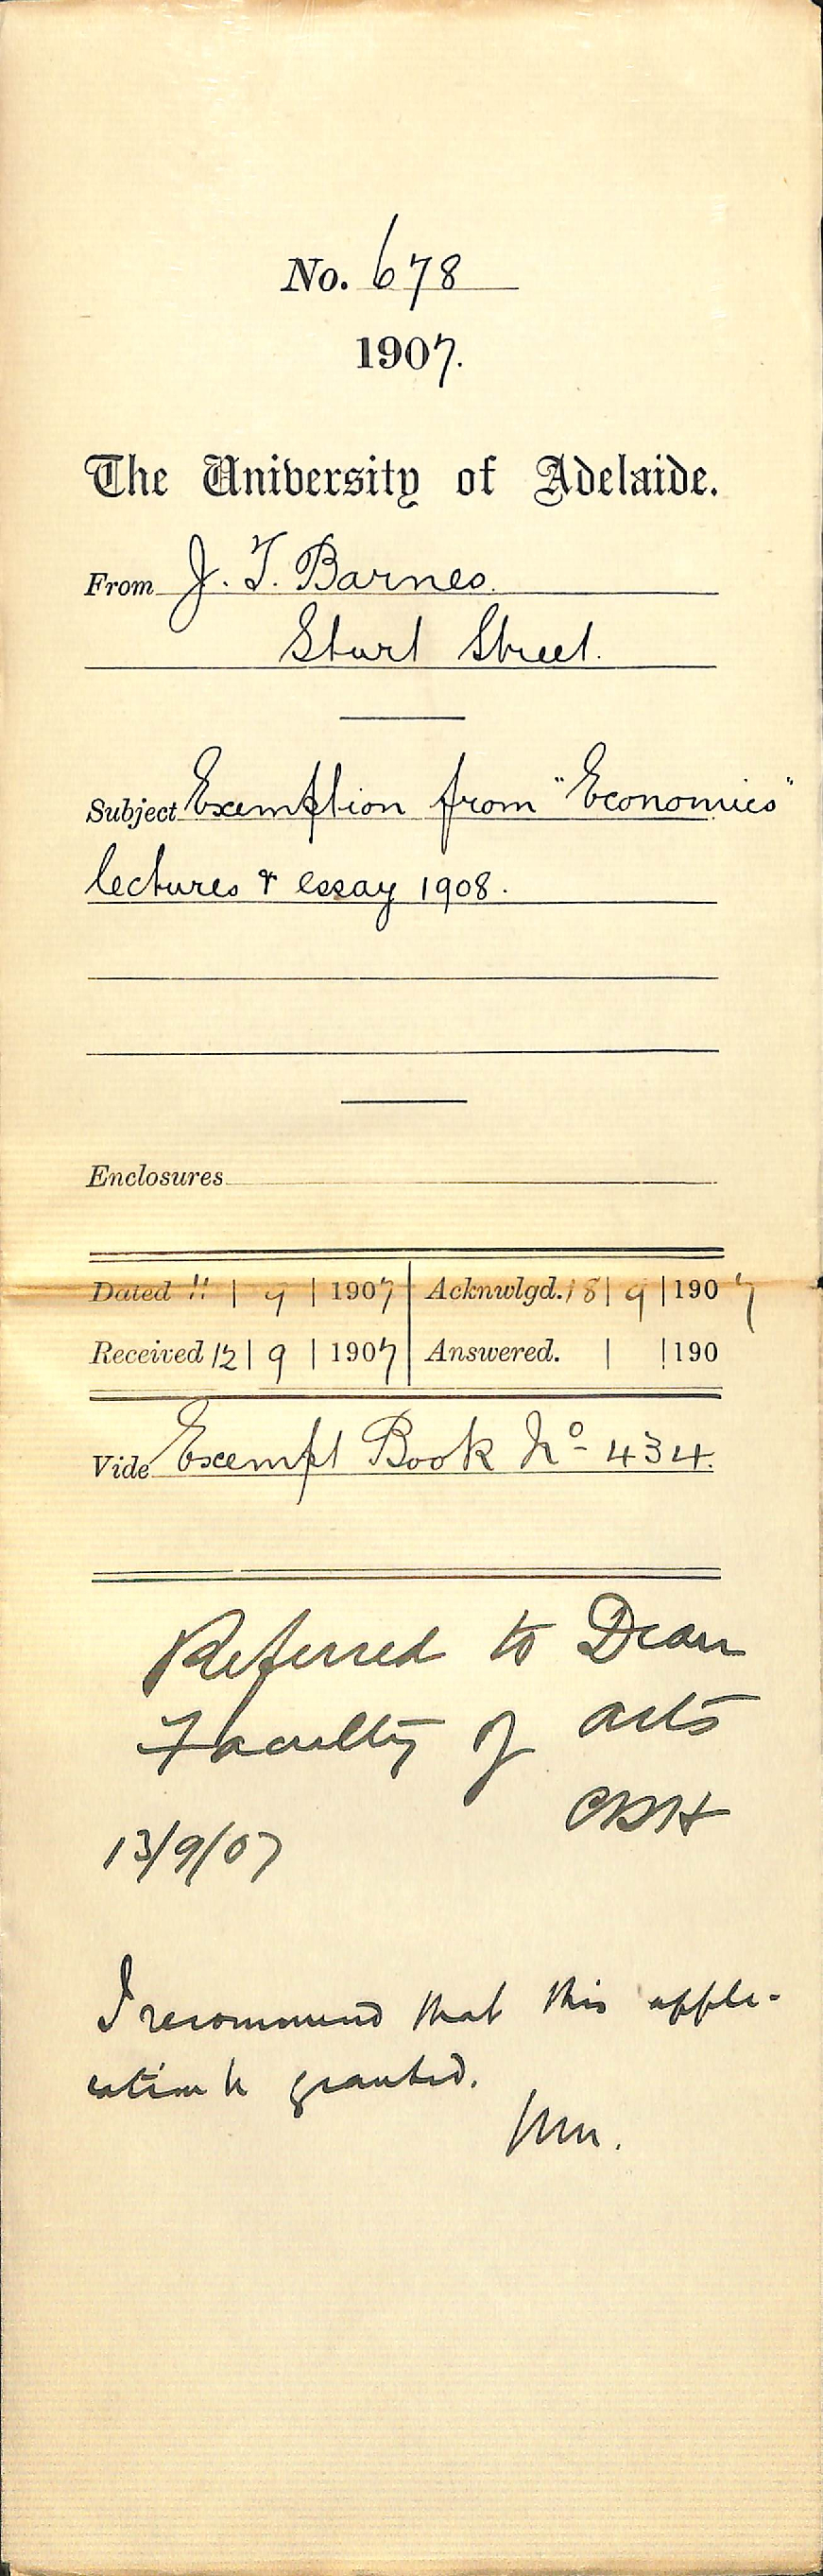 No. 678
1907.
The University of Adelaide.
From J. T. Barnes.
Sturt Street.
Subject Exemption from "Economics"
lectures & essay 1908.
Enclosures
Dated 11 | 9 | 1907 Acknwlgd. 18 | 9 | 1907
Received 12 | 9 | 1907 Answered. | | 190
Vide Exempt Book No 434.
Referred to Dean
Faculty of Arts
13/9/07
I recommend that this appli-
cation be granted.